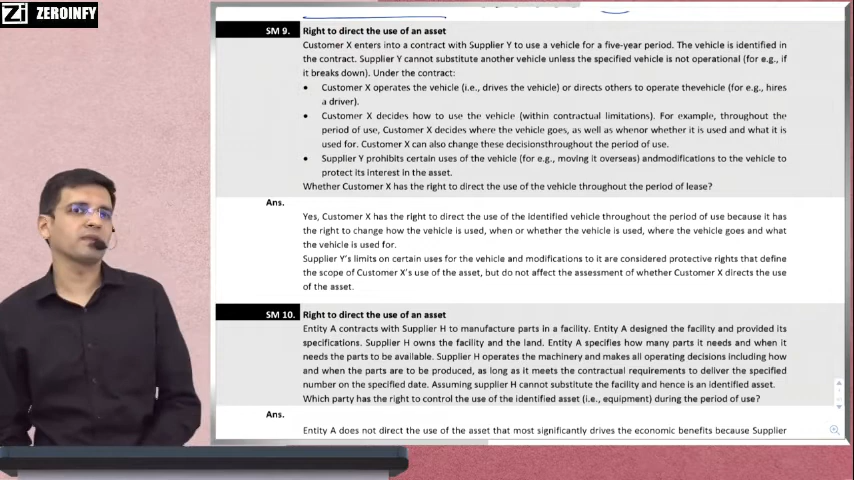 Zi ZEROINFY
SM 9. Right to direct the use of an asset
Customer X enters into a contract with Supplier Y to use a vehicle for a five-year period. The vehicle is identified in
the contract. Supplier Y cannot substitute another vehicle unless the specified vehicle is not operational (for e.g., if
it breaks down). Under the contract:
• Customer X operates the vehicle (i.e., drives the vehicle) or directs others to operate thevehicle (for e.g., hires
a driver).
• Customer X decides how to use the vehicle (within contractual limitations). For example, throughout the
period of use, Customer X decides where the vehicle goes, as well as whenor whether it is used and what it is
used for. Customer X can also change these decisionsthroughout the period of use.
• Supplier Y prohibits certain uses of the vehicle (for e.g., moving it overseas) andmodifications to the vehicle to
protect its interest in the asset.
Whether Customer X has the right to direct the use of the vehicle throughout the period of lease?
Ans.
Yes, Customer X has the right to direct the use of the identified vehicle throughout the period of use because it has
the right to change how the vehicle is used, when or whether the vehicle is used, where the vehicle goes and what
the vehicle is used for.
Supplier Y's limits on certain uses for the vehicle and modifications to it are considered protective rights that define
the scope of Customer X's use of the asset, but do not affect the assessment of whether Customer X directs the use
of the asset.
SM 10. Right to direct the use of an asset
Entity A contracts with Supplier H to manufacture parts in a facility. Entity A designed the facility and provided its
specifications. Supplier H owns the facility and the land. Entity A specifies how many parts it needs and when it
needs the parts to be available. Supplier H operates the machinery and makes all operating decisions including how
and when the parts are to be produced, as long as it meets the contractual requirements to deliver the specified
number on the specified date. Assuming supplier H cannot substitute the facility and hence is an identified asset.
Which party has the right to control the use of the identified asset (i.e., equipment) during the period of use?
Ans.
Entity A does not direct the use of the asset that most significantly drives the economic benefits because Supplier